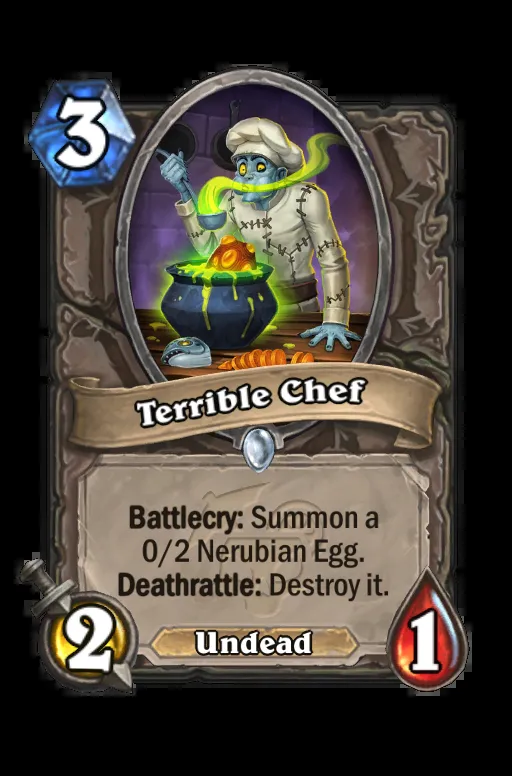 3
Terrible Chef
Battlecry: Summon a
0/2 Nerubian Egg.
Deathrattle: Destroy it.
2
Undead
1